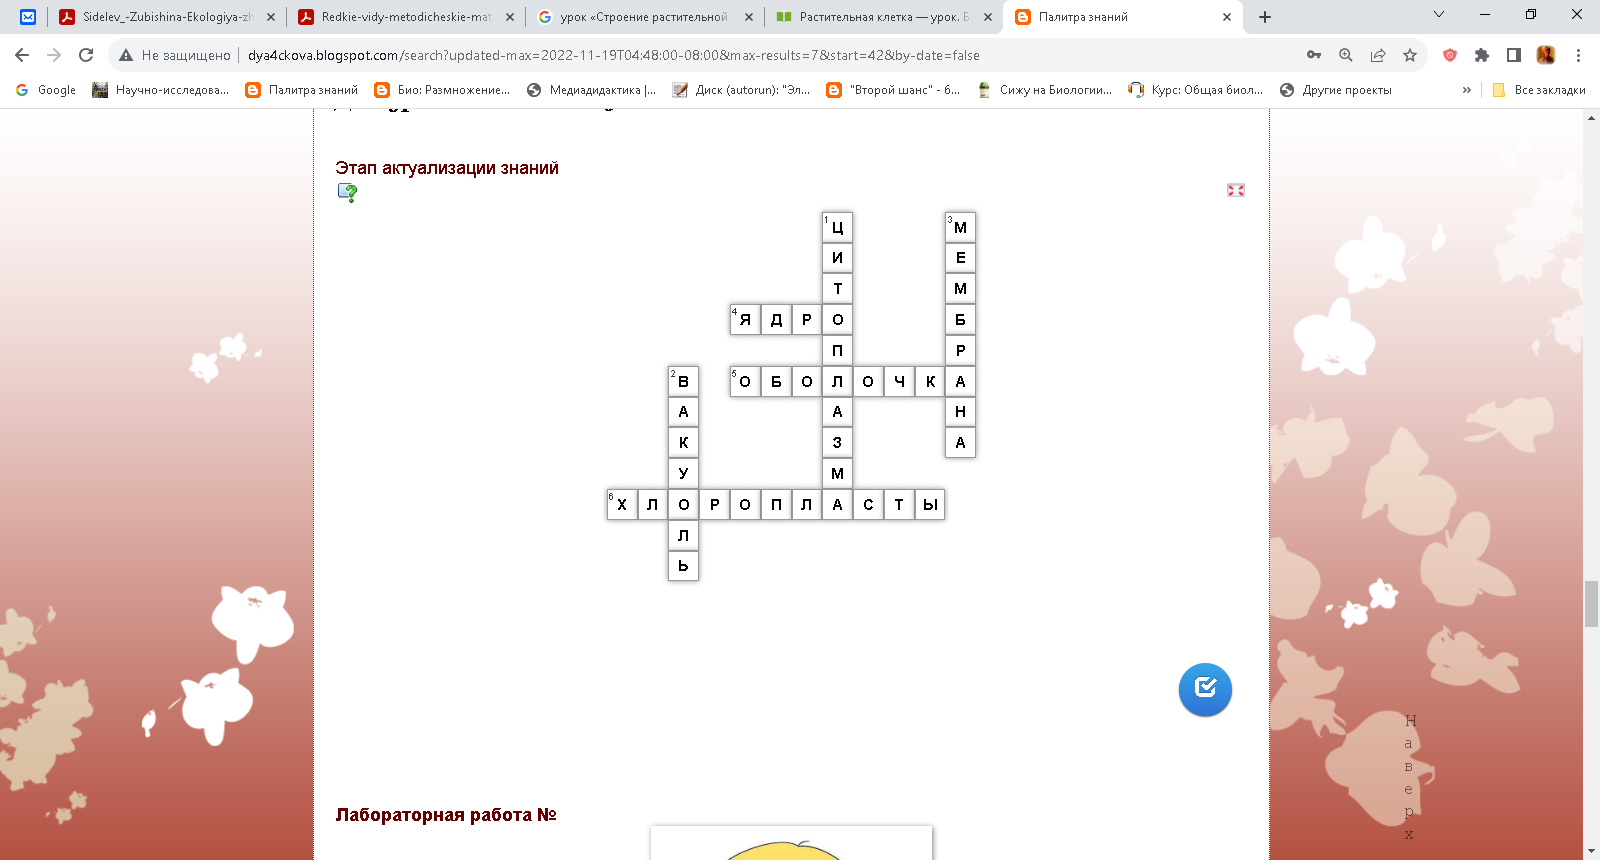 Sidelev_-Zubishina-Ekologiya-zh
Redkie-vidy-metodicheskie-mat
урок «Строение растительной
Растительная клетка — урок. Б
Палитра знаний
Не защищено
dya4ckova.blogspot.com/search?updated-max=2022-11-19T04:48:00-08:00&max-results=7&start=42&by-date=false
Google
Научно-исследова...
Палитра знаний
Био: Размножение...
Медиадидактика |...
Диск (autorun): "Эл...
"Второй шанс" - б...
Сижу на Биологии...
Курс: Общая биол...
Другие проекты
»
Все закладки
Этап актуализации знаний
1 Ц 3 М
И Е
Т М
4 Я Д Р О Б
П Р
2 В 5 О Б О Л О Ч К А
А А Н
К З А
У М
6 Х Л О Р О П Л А С Т Ы
Л
Ь
Н
а
в
е
р
х
Лабораторная работа №